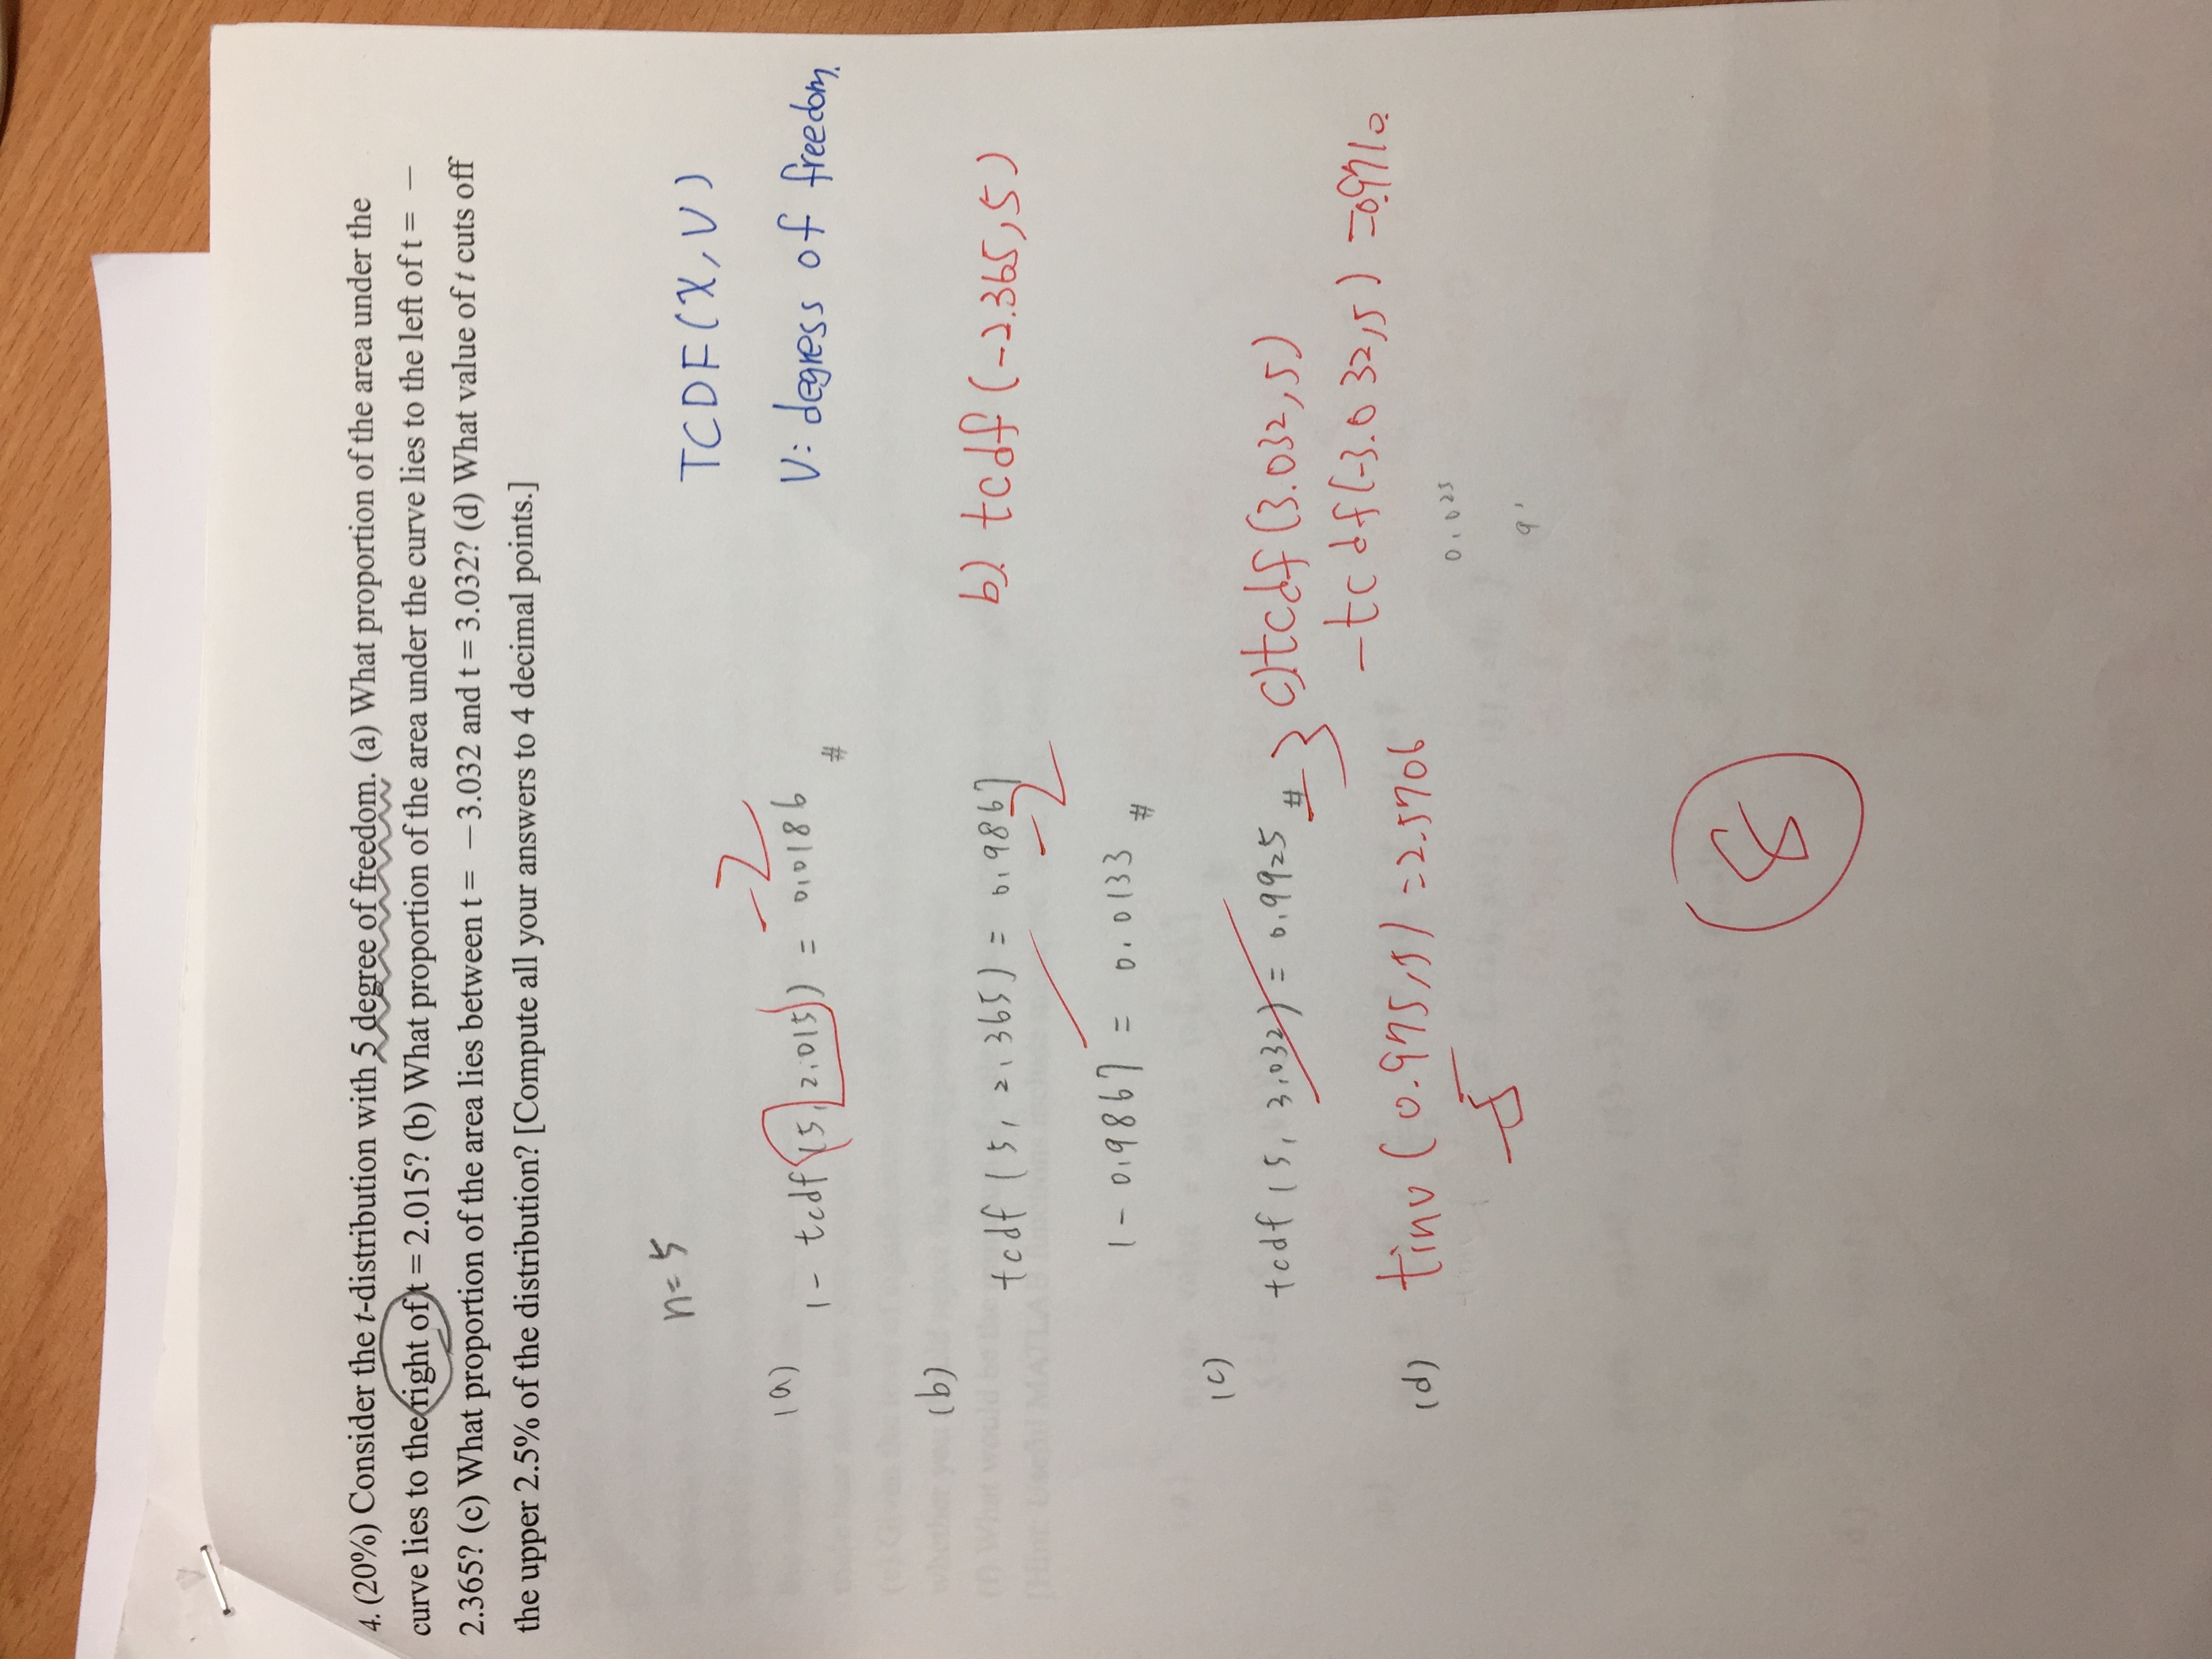 4. (20%) Consider the t-distribution with 5 degree of freedom. (a) What proportion of the area under the
curve lies to the right of t = 2.015? (b) What proportion of the area under the curve lies to the left of t = −
2.365? (c) What proportion of the area lies between t = −3.032 and t = 3.032? (d) What value of t cuts off
the upper 2.5% of the distribution? [Compute all your answers to 4 decimal points.]
n = 5
TCDF(X, V)
V: degress of freedom.
-2
(a)
1 - tcdf (5, 2.015) = 0.0186 #
(b)
tcdf (5, 2.365) = 0.9867
-2
b) tcdf (-2.365, 5)
1 - 0.9867 = 0.0133 #
(c)
tcdf (5, 3.032) = 0.9925 #
-3
c) tcdf (3.032, 5)
- tcdf (-3.032, 5) = 0.9710
(d) tinv (0.975, 5) = 2.5706
-5
0.025
9
8